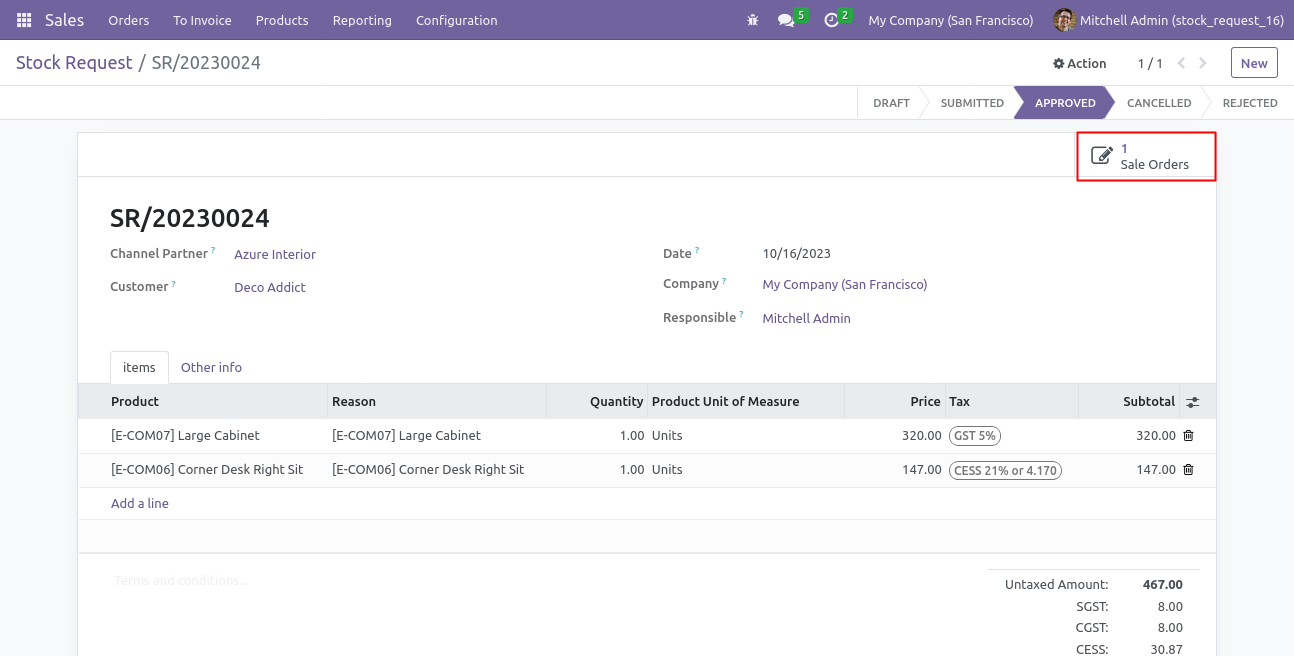 Sales Orders To Invoice Products Reporting Configuration 5 2 My Company (San Francisco) Mitchell Admin (stock_request_16)
Stock Request / SR/20230024 Action 1 / 1 New
DRAFT SUBMITTED APPROVED CANCELLED REJECTED
1
Sale Orders
SR/20230024
Channel Partner ? Azure Interior Date ? 10/16/2023
Customer ? Deco Addict Company ? My Company (San Francisco)
Responsible ? Mitchell Admin
items Other info
Product Reason Quantity Product Unit of Measure Price Tax Subtotal
[E-COM07] Large Cabinet [E-COM07] Large Cabinet 1.00 Units 320.00 GST 5% 320.00
[E-COM06] Corner Desk Right Sit [E-COM06] Corner Desk Right Sit 1.00 Units 147.00 CESS 21% or 4.170 147.00
Add a line
Terms and conditions...
Untaxed Amount: 467.00
SGST: 8.00
CGST: 8.00
CESS: 30.87